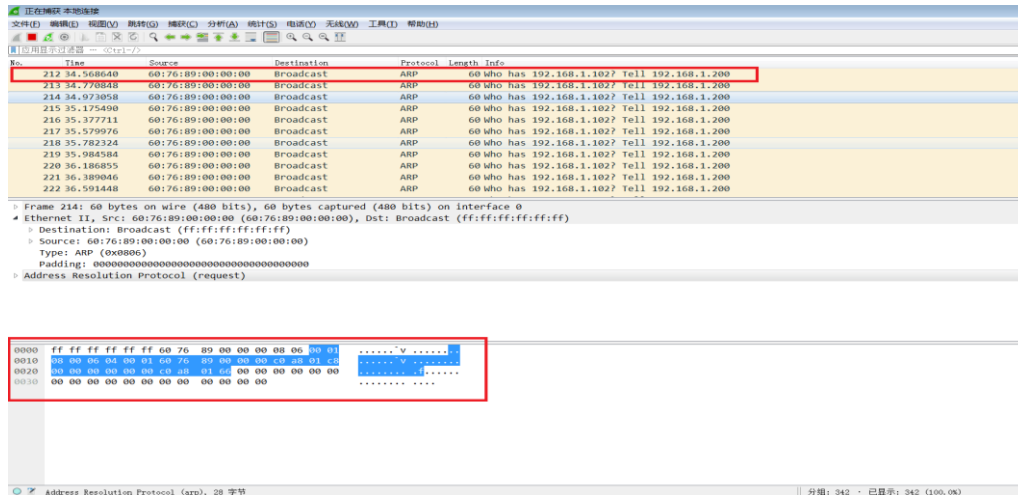 正在捕获 本地连接
文件(F) 编辑(E) 视图(V) 跳转(G) 捕获(C) 分析(A) 统计(S) 电话(Y) 无线(W) 工具(T) 帮助(H)
应用显示过滤器 … <Ctrl-/>
No. Time Source Destination Protocol Length Info
212 34.568640 60:76:89:00:00:00 Broadcast ARP 60 Who has 192.168.1.102? Tell 192.168.1.200
213 34.770848 60:76:89:00:00:00 Broadcast ARP 60 Who has 192.168.1.102? Tell 192.168.1.200
214 34.973058 60:76:89:00:00:00 Broadcast ARP 60 Who has 192.168.1.102? Tell 192.168.1.200
215 35.175490 60:76:89:00:00:00 Broadcast ARP 60 Who has 192.168.1.102? Tell 192.168.1.200
216 35.377711 60:76:89:00:00:00 Broadcast ARP 60 Who has 192.168.1.102? Tell 192.168.1.200
217 35.579976 60:76:89:00:00:00 Broadcast ARP 60 Who has 192.168.1.102? Tell 192.168.1.200
218 35.782324 60:76:89:00:00:00 Broadcast ARP 60 Who has 192.168.1.102? Tell 192.168.1.200
219 35.984584 60:76:89:00:00:00 Broadcast ARP 60 Who has 192.168.1.102? Tell 192.168.1.200
220 36.186855 60:76:89:00:00:00 Broadcast ARP 60 Who has 192.168.1.102? Tell 192.168.1.200
221 36.389046 60:76:89:00:00:00 Broadcast ARP 60 Who has 192.168.1.102? Tell 192.168.1.200
222 36.591448 60:76:89:00:00:00 Broadcast ARP 60 Who has 192.168.1.102? Tell 192.168.1.200
Frame 214: 60 bytes on wire (480 bits), 60 bytes captured (480 bits) on interface 0
Ethernet II, Src: 60:76:89:00:00:00 (60:76:89:00:00:00), Dst: Broadcast (ff:ff:ff:ff:ff:ff)
Destination: Broadcast (ff:ff:ff:ff:ff:ff)
Source: 60:76:89:00:00:00 (60:76:89:00:00:00)
Type: ARP (0x0806)
Padding: 000000000000000000000000000000000000
Address Resolution Protocol (request)
0000 ff ff ff ff ff ff 60 76 89 00 00 00 08 06 00 01 ......`v ........
0010 08 00 06 04 00 01 60 76 89 00 00 00 c0 a8 01 c8 ......`v ........
0020 00 00 00 00 00 00 c0 a8 01 66 00 00 00 00 00 00 ........ .f......
0030 00 00 00 00 00 00 00 00 00 00 00 00 ........ ....
Address Resolution Protocol (arp), 28 字节
分组: 342 · 已显示: 342 (100.0%)